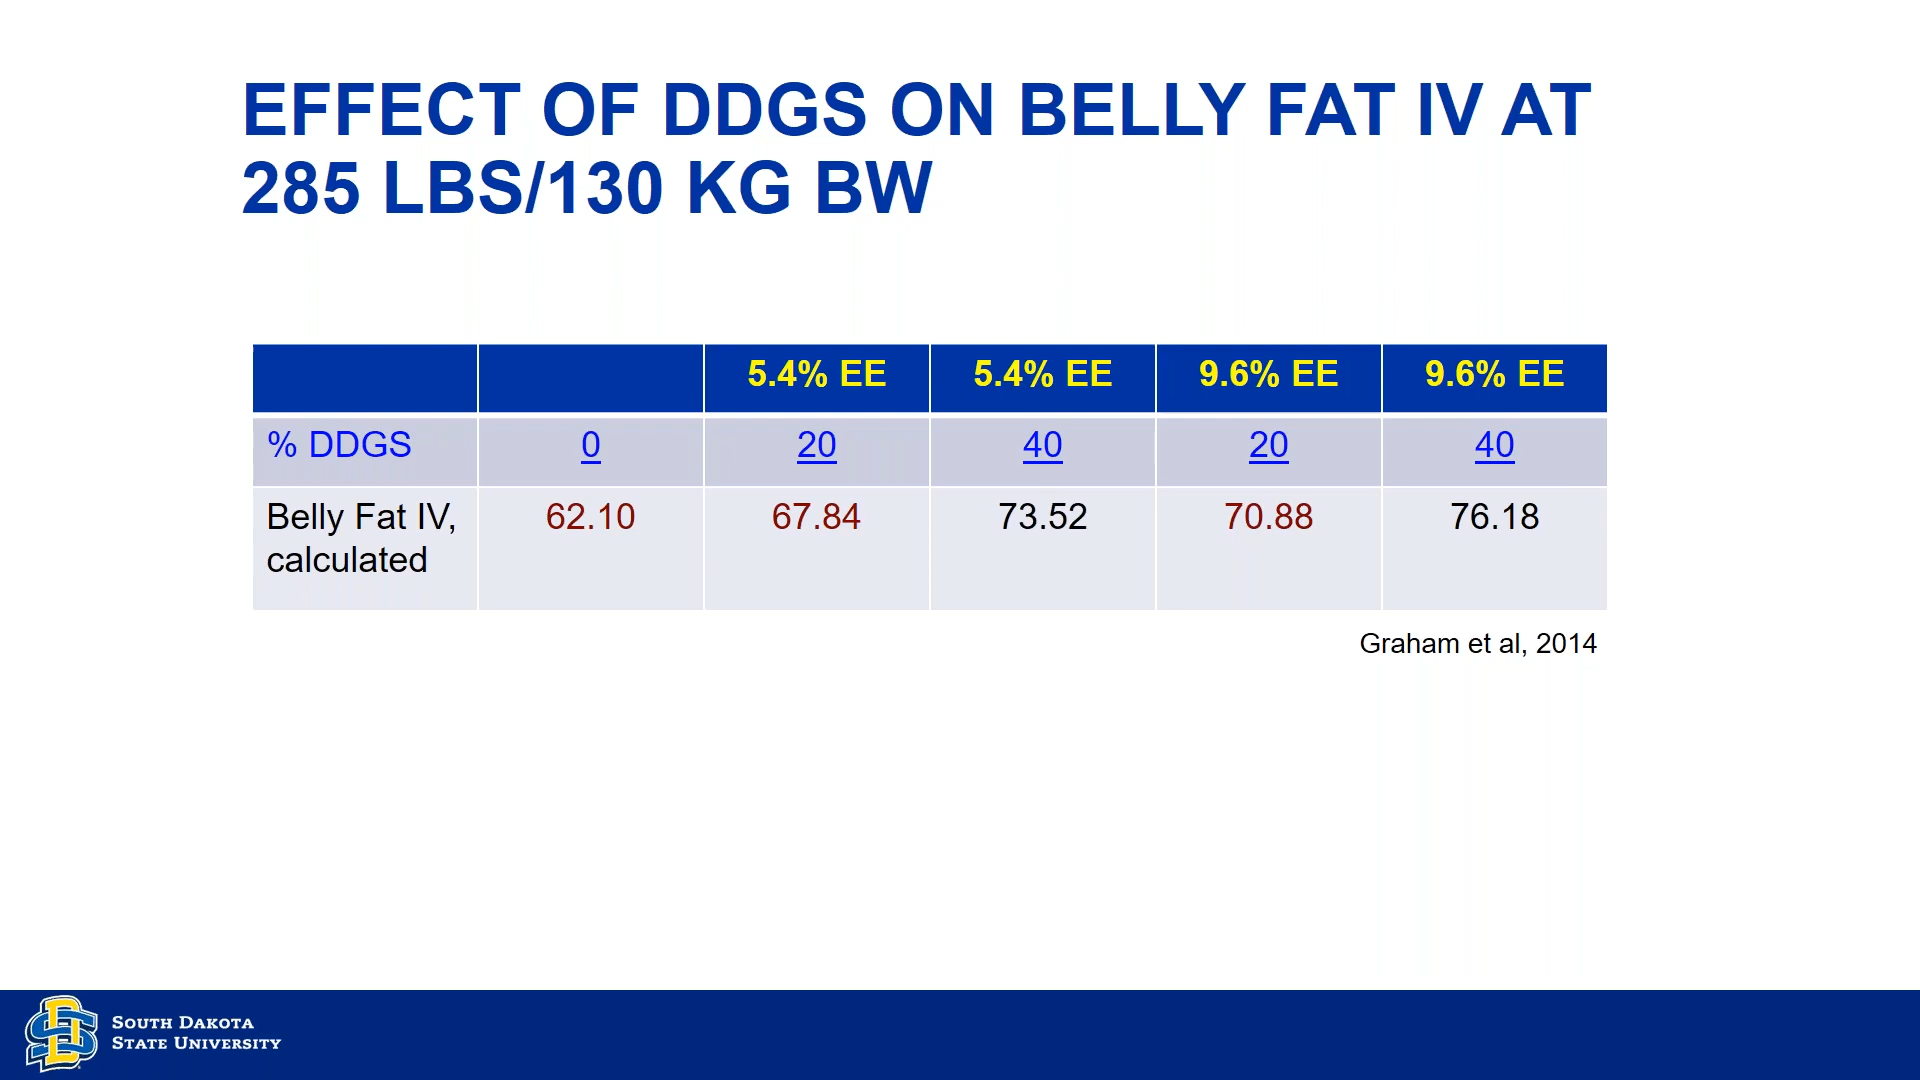 EFFECT OF DDGS ON BELLY FAT IV AT
285 LBS/130 KG BW
5.4% EE 5.4% EE 9.6% EE 9.6% EE
% DDGS 0 20 40 20 40
Belly Fat IV, 62.10 67.84 73.52 70.88 76.18
calculated
Graham et al, 2014
SOUTH DAKOTA
STATE UNIVERSITY